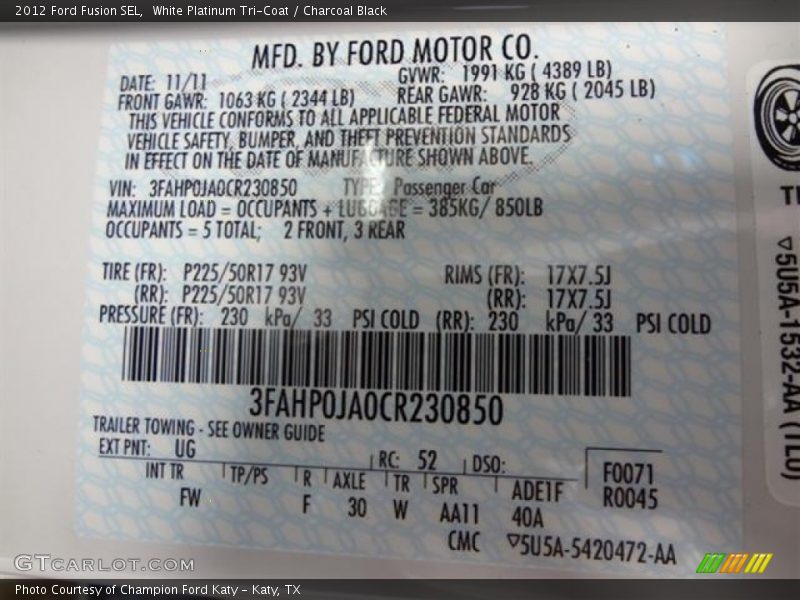 2012 Ford Fusion SEL,  White Platinum Tri-Coat / Charcoal Black
MFD. BY FORD MOTOR CO.
DATE: 11/11
GVWR: 1991 KG ( 4389 LB)
FRONT GAWR: 1063 KG ( 2344 LB)
REAR GAWR: 928 KG ( 2045 LB)
THIS VEHICLE CONFORMS TO ALL APPLICABLE FEDERAL MOTOR
VEHICLE SAFETY, BUMPER, AND THEFT PREVENTION STANDARDS
IN EFFECT ON THE DATE OF MANUFACTURE SHOWN ABOVE.
VIN: 3FAHP0JA0CR230850 TYPE: Passenger Car
MAXIMUM LOAD = OCCUPANTS + LUGGAGE = 385KG/ 850LB
OCCUPANTS = 5 TOTAL; 2 FRONT, 3 REAR
TIRE (FR): P225/50R17 93V RIMS (FR): 17X7.5J
(RR): P225/50R17 93V (RR): 17X7.5J
PRESSURE (FR): 230 kPa/ 33 PSI COLD (RR): 230 kPa/ 33 PSI COLD
3FAHP0JA0CR230850
TRAILER TOWING - SEE OWNER GUIDE
EXT PNT: UG RC: 52 DSO: F0071
INT TR TP/PS R AXLE TR SPR ADE1F R0045
FW F 30 W AA11 40A
CMC ▽5U5A-5420472-AA
▽5U5A-1532-AA (TL0)
GTCARLOT.COM
Photo Courtesy of Champion Ford Katy - Katy, TX